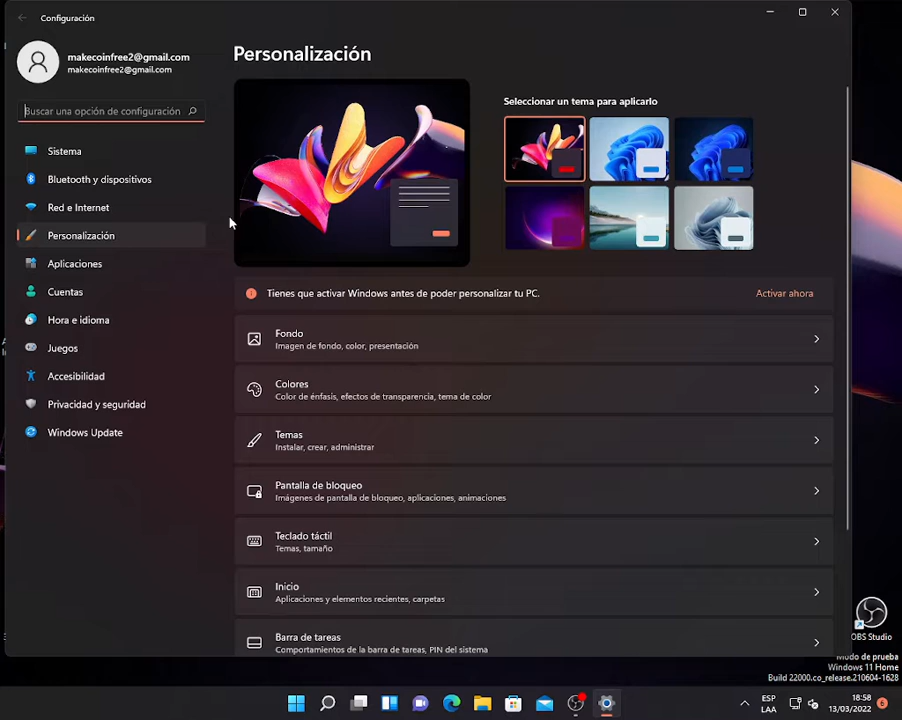 Configuración
makecoinfree2@gmail.com
makecoinfree2@gmail.com
Buscar una opción de configuración
Sistema
Bluetooth y dispositivos
Red e Internet
Personalización
Aplicaciones
Cuentas
Hora e idioma
Juegos
Accesibilidad
Privacidad y seguridad
Windows Update
Personalización
Seleccionar un tema para aplicarlo
Tienes que activar Windows antes de poder personalizar tu PC.
Activar ahora
Fondo
Imagen de fondo, color, presentación
Colores
Color de énfasis, efectos de transparencia, tema de color
Temas
Instalar, crear, administrar
Pantalla de bloqueo
Imágenes de pantalla de bloqueo, aplicaciones, animaciones
Teclado táctil
Temas, tamaño
Inicio
Aplicaciones y elementos recientes, carpetas
Barra de tareas
Comportamientos de la barra de tareas, PIN del sistema
OBS Studio
Modo de prueba
Windows 11 Home
Build 22000.co_release.210604-1628
ESP
LAA
18:58
13/03/2022